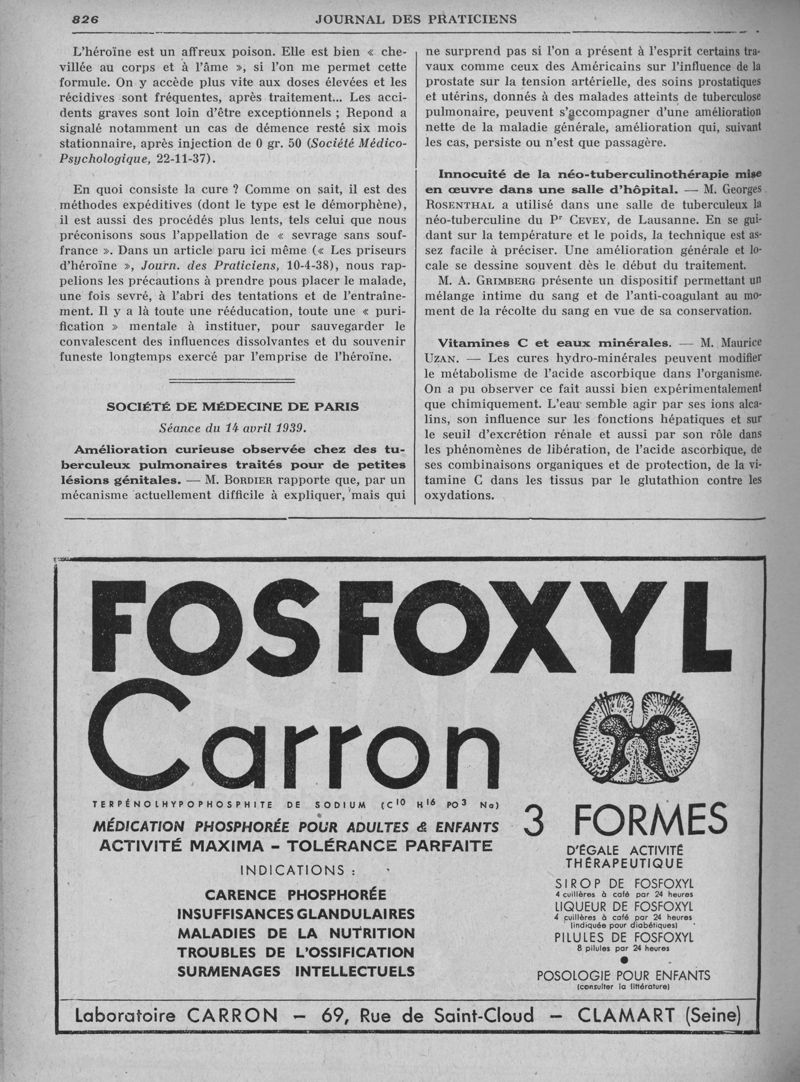 826
JOURNAL DES PRATICIENS
L'héroïne est un affreux poison. Elle est bien « che-
villée au corps et à l'âme », si l'on me permet cette
formule. On y accède plus vite aux doses élevées et les
récidives sont fréquentes, après traitement... Les acci-
dents graves sont loin d'être exceptionnels ; Repond a
signalé notamment un cas de démence resté six mois
stationnaire, après injection de 0 gr. 50 (Société Médico-
Psychologique, 22-11-37).
En quoi consiste la cure ? Comme on sait, il est des
méthodes expéditives (dont le type est le démorphène),
il est aussi des procédés plus lents, tels celui que nous
préconisons sous l'appellation de « sevrage sans souf-
france ». Dans un article paru ici même (« Les priseurs
d'héroïne », Journ. des Praticiens, 10-4-38), nous rap-
pelions les précautions à prendre pous placer le malade,
une fois sevré, à l'abri des tentations et de l'entraîne-
ment. Il y a là toute une rééducation, toute une « puri-
fication » mentale à instituer, pour sauvegarder le
convalescent des influences dissolvantes et du souvenir
funeste longtemps exercé par l'emprise de l'héroïne.
SOCIÉTÉ DE MÉDECINE DE PARIS
Séance du 14 avril 1939.
Amélioration curieuse observée chez des tu-
berculeux pulmonaires traités pour de petites
lésions génitales. — M. BORDIER rapporte que, par un
mécanisme actuellement difficile à expliquer, mais qui
ne surprend pas si l'on a présent à l'esprit certains tra-
vaux comme ceux des Américains sur l'influence de la
prostate sur la tension artérielle, des soins prostatiques
et utérins, donnés à des malades atteints de tuberculose
pulmonaire, peuvent s'accompagner d'une amélioration
nette de la maladie générale, amélioration qui, suivant
les cas, persiste ou n'est que passagère.
Innocuité de la néo-tuberculinothérapie mise
en œuvre dans une salle d'hôpital. — M. Georges
ROSENTHAL a utilisé dans une salle de tuberculeux la
néo-tuberculine du Pr CEVEY, de Lausanne. En se gui-
dant sur la température et le poids, la technique est as-
sez facile à préciser. Une amélioration générale et lo-
cale se dessine souvent dès le début du traitement.
M. A. GRIMBERG présente un dispositif permettant un
mélange intime du sang et de l'anti-coagulant au mo-
ment de la récolte du sang en vue de sa conservation.
Vitamines C et eaux minérales. — M. Maurice
UZAN. — Les cures hydro-minérales peuvent modifier
le métabolisme de l'acide ascorbique dans l'organisme.
On a pu observer ce fait aussi bien expérimentalement
que chimiquement. L'eau semble agir par ses ions alca-
lins, son influence sur les fonctions hépatiques et sur
le seuil d'excrétion rénale et aussi par son rôle dans
les phénomènes de libération, de l'acide ascorbique, de
ses combinaisons organiques et de protection, de la vi-
tamine C dans les tissus par le glutathion contre les
oxydations.
FOSFOXYL
Carron
TERPÉNOLHYPOPHOSPHITE DE SODIUM (C10 H16 PO3 Na)
MÉDICATION PHOSPHORÉE POUR ADULTES & ENFANTS
ACTIVITÉ MAXIMA - TOLÉRANCE PARFAITE
INDICATIONS :
CARENCE PHOSPHORÉE
INSUFFISANCES GLANDULAIRES
MALADIES DE LA NUTRITION
TROUBLES DE L'OSSIFICATION
SURMENAGES INTELLECTUELS
3 FORMES
D'ÉGALE ACTIVITÉ
THÉRAPEUTIQUE
SIROP DE FOSFOXYL
4 cuillères à café par 24 heures
LIQUEUR DE FOSFOXYL
4 cuillères à café par 24 heures
(indiquée pour diabétiques)
PILULES DE FOSFOXYL
8 pilules par 24 heures
POSOLOGIE POUR ENFANTS
(consulter la littérature)
Laboratoire CARRON — 69, Rue de Saint-Cloud — CLAMART (Seine)